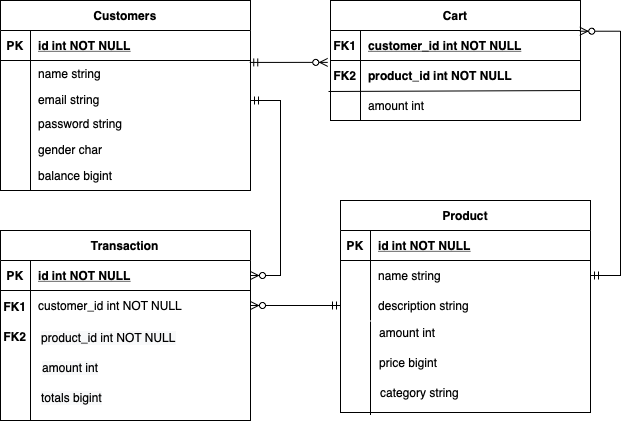 Customers
PK id int NOT NULL
name string
email string
password string
gender char
balance bigint
Cart
FK1 customer_id int NOT NULL
FK2 product_id int NOT NULL
amount int
Transaction
PK id int NOT NULL
FK1 customer_id int NOT NULL
FK2 product_id int NOT NULL
amount int
totals bigint
Product
PK id int NOT NULL
name string
description string
amount int
price bigint
category string